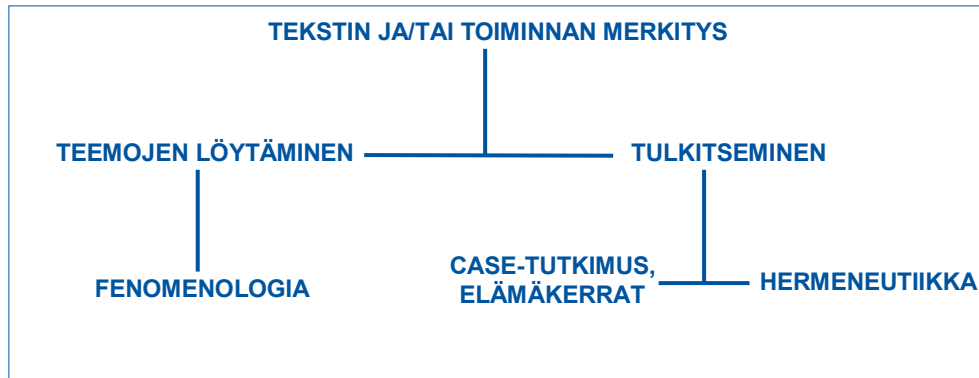 TEKSTIN JA/TAI TOIMINNAN MERKITYS
TEEMOJEN LÖYTÄMINEN
TULKITSEMINEN
FENOMENOLOGIA
CASE-TUTKIMUS,
ELÄMÄKERRAT
HERMENEUTIIKKA